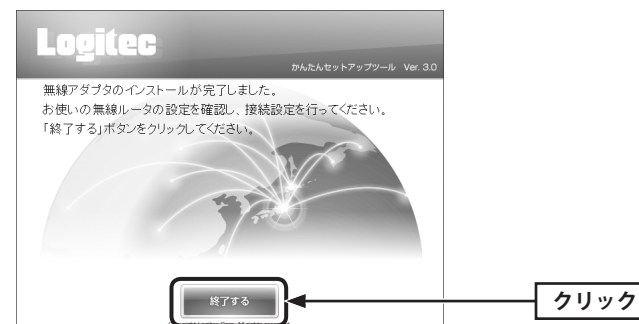 Logitec
かんたんセットアップツール Ver. 3.0
無線アダプタのインストールが完了しました。
お使いの無線ルータの設定を確認し、接続設定を行ってください。
「終了する」ボタンをクリックしてください。
終了する
クリック